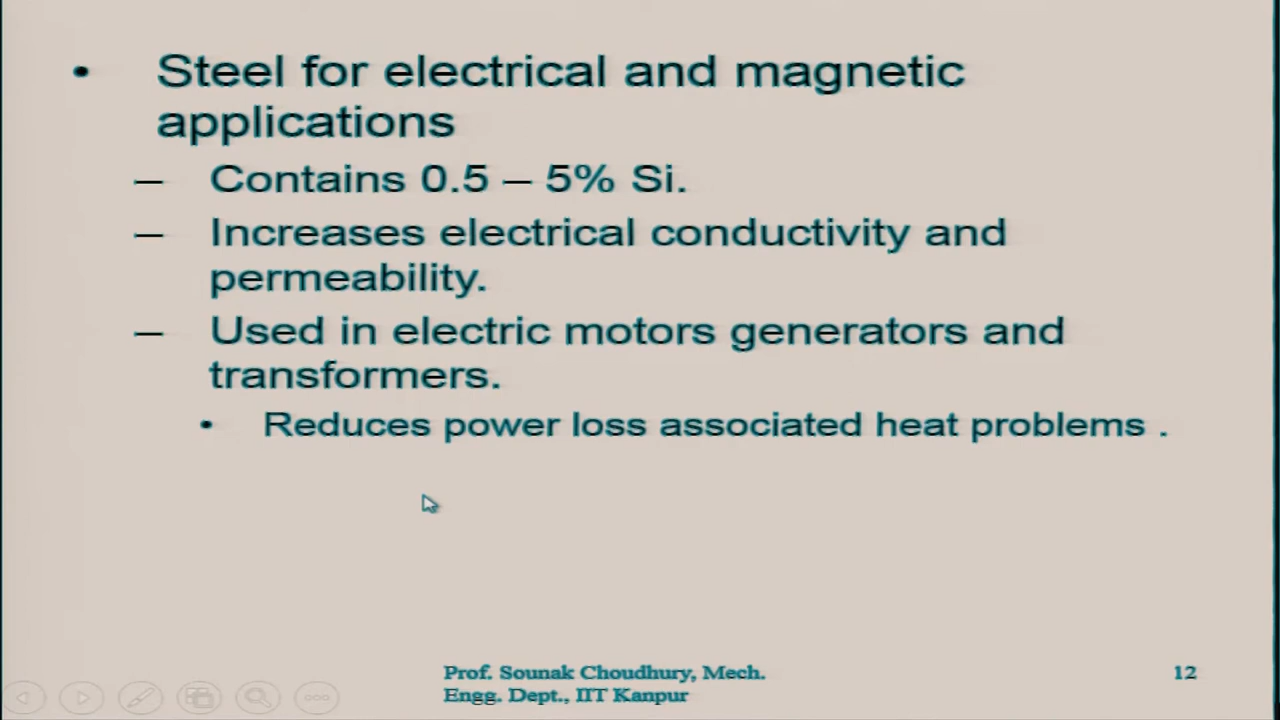 • Steel for electrical and magnetic
applications
– Contains 0.5 – 5% Si.
– Increases electrical conductivity and
permeability.
– Used in electric motors generators and
transformers.
• Reduces power loss associated heat problems .
Prof. Sounak Choudhury, Mech.
Engg. Dept., IIT Kanpur
12